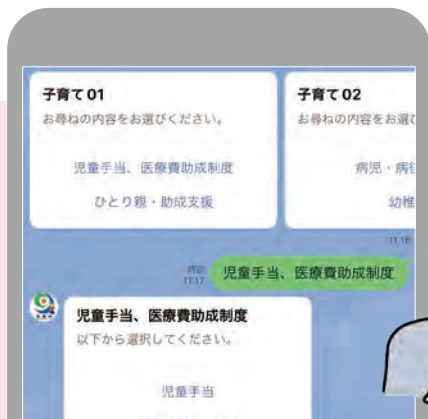 子育て01
お尋ねの内容をお選びください。
児童手当、医療費助成制度
ひとり親・助成支援
子育て02
お尋ねの内容をお選び
病児・病
幼稚
11:16
既読
11:17
児童手当、医療費助成制度
児童手当、医療費助成制度
以下から選択してください。
児童手当